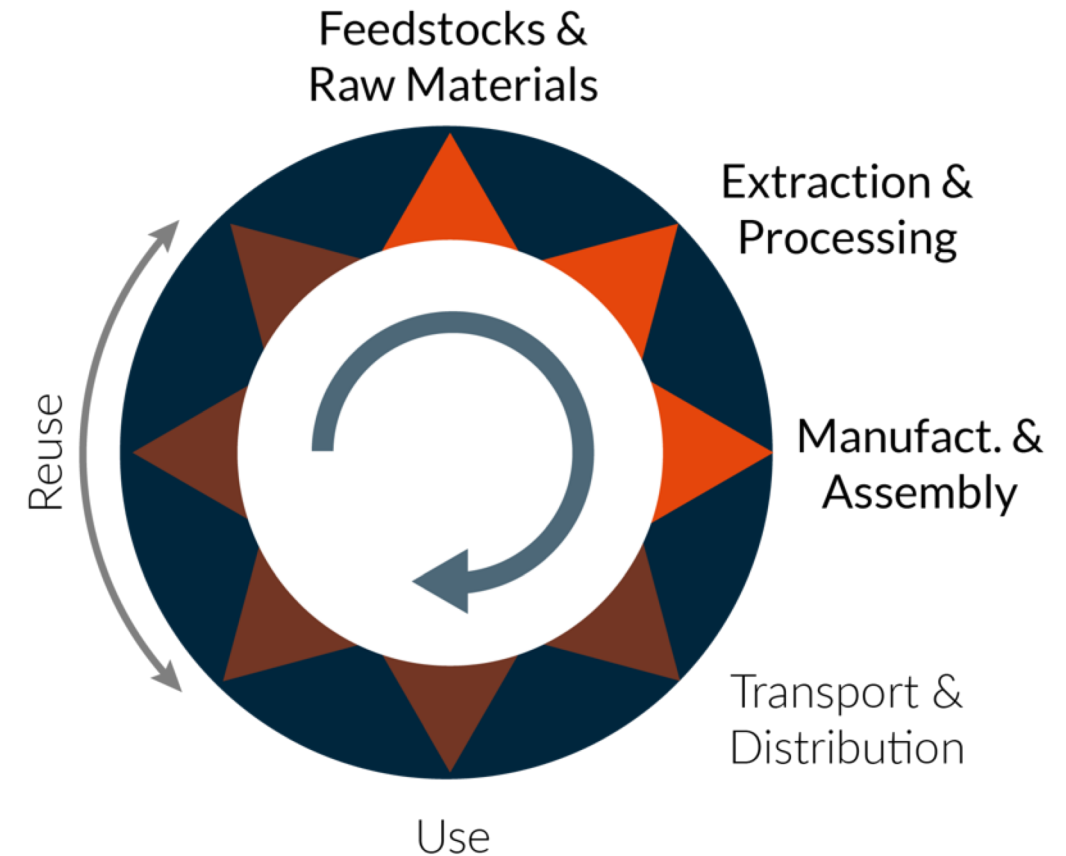 Feedstocks &
Raw Materials
Extraction &
Processing
Manufact. &
Assembly
Transport &
Distribution
Use
Reuse